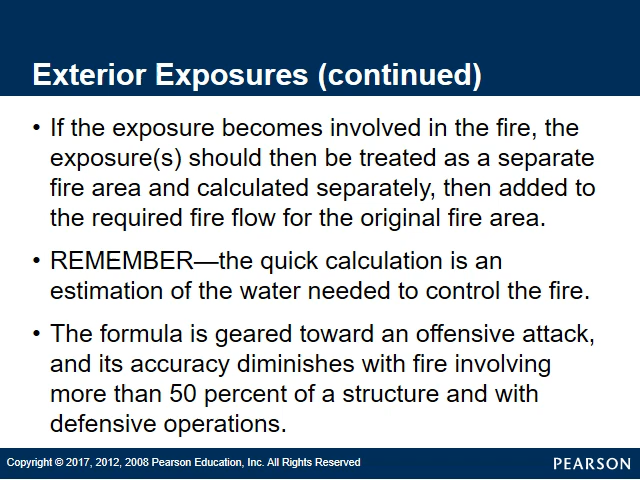 Exterior Exposures (continued)
• If the exposure becomes involved in the fire, the
exposure(s) should then be treated as a separate
fire area and calculated separately, then added to
the required fire flow for the original fire area.
• REMEMBER—the quick calculation is an
estimation of the water needed to control the fire.
• The formula is geared toward an offensive attack,
and its accuracy diminishes with fire involving
more than 50 percent of a structure and with
defensive operations.
Copyright © 2017, 2012, 2008 Pearson Education, Inc. All Rights Reserved
PEARSON